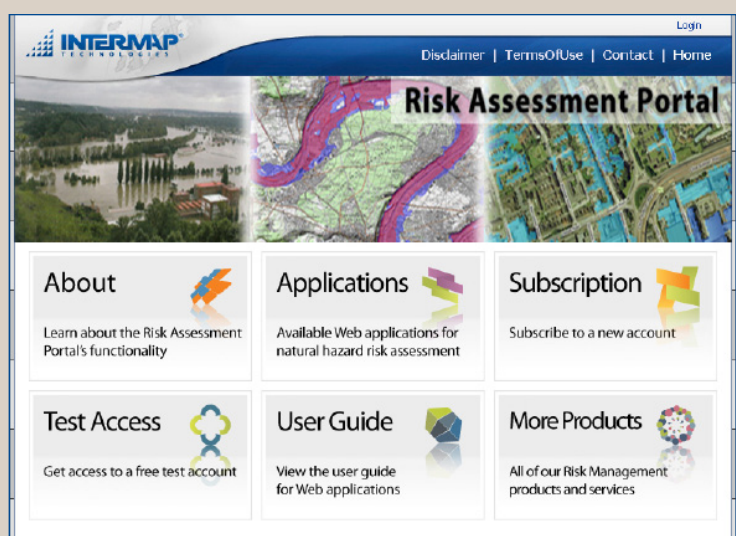 Login
INTERMAP®
TECHNOLOGIES
Disclaimer | TermsOfUse | Contact | Home
Risk Assessment Portal
About
Learn about the Risk Assessment
Portal's functionality
Applications
Available Web applications for
natural hazard risk assessment
Subscription
Subscribe to a new account
Test Access
Get access to a free test account
User Guide
View the user guide
for Web applications
More Products
All of our Risk Management
products and services